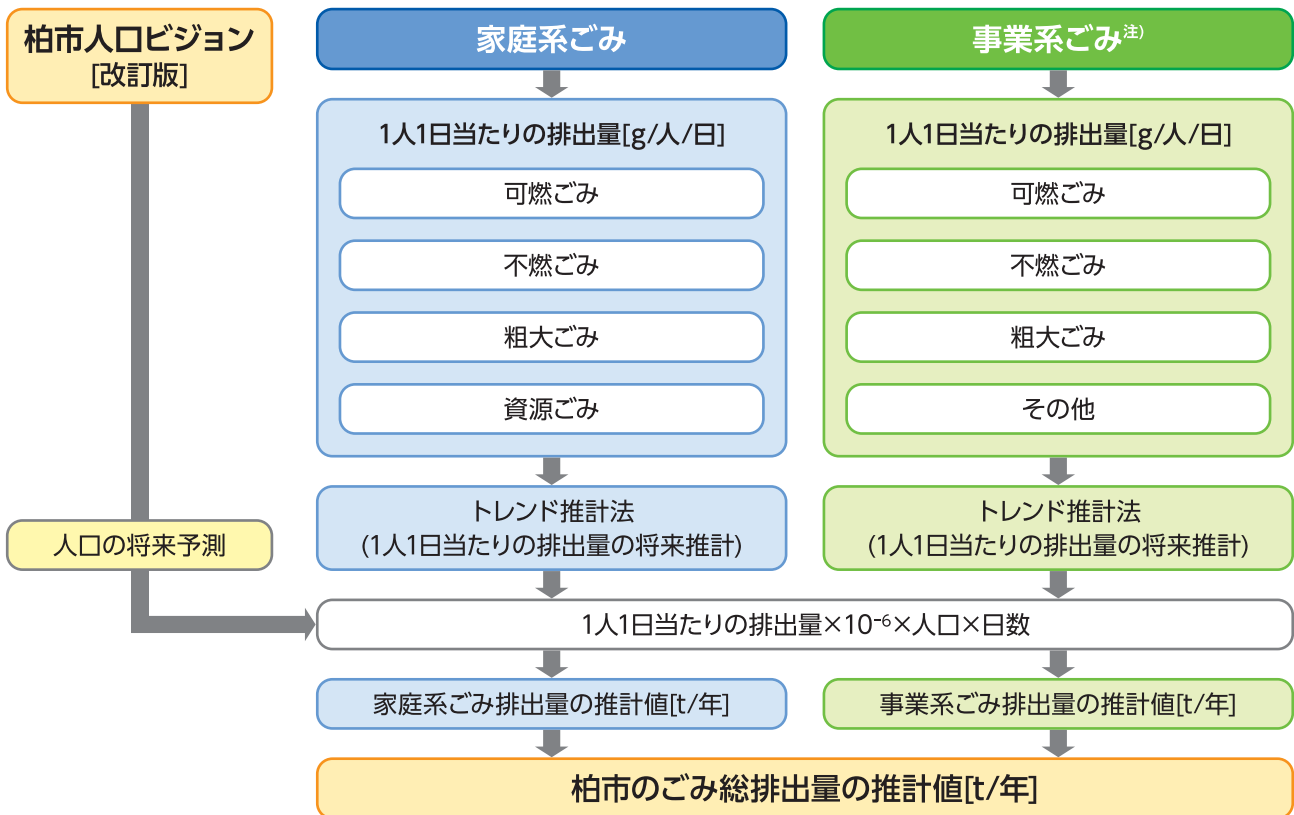 柏市人口ビジョン
[改訂版]
人口の将来予測
家庭系ごみ
1人1日当たりの排出量[g/人/日]
可燃ごみ
不燃ごみ
粗大ごみ
資源ごみ
トレンド推計法
(1人1日当たりの排出量の将来推計)
事業系ごみ注)
1人1日当たりの排出量[g/人/日]
可燃ごみ
不燃ごみ
粗大ごみ
その他
トレンド推計法
(1人1日当たりの排出量の将来推計)
1人1日当たりの排出量×10⁻⁶×人口×日数
家庭系ごみ排出量の推計値[t/年]
事業系ごみ排出量の推計値[t/年]
柏市のごみ総排出量の推計値[t/年]